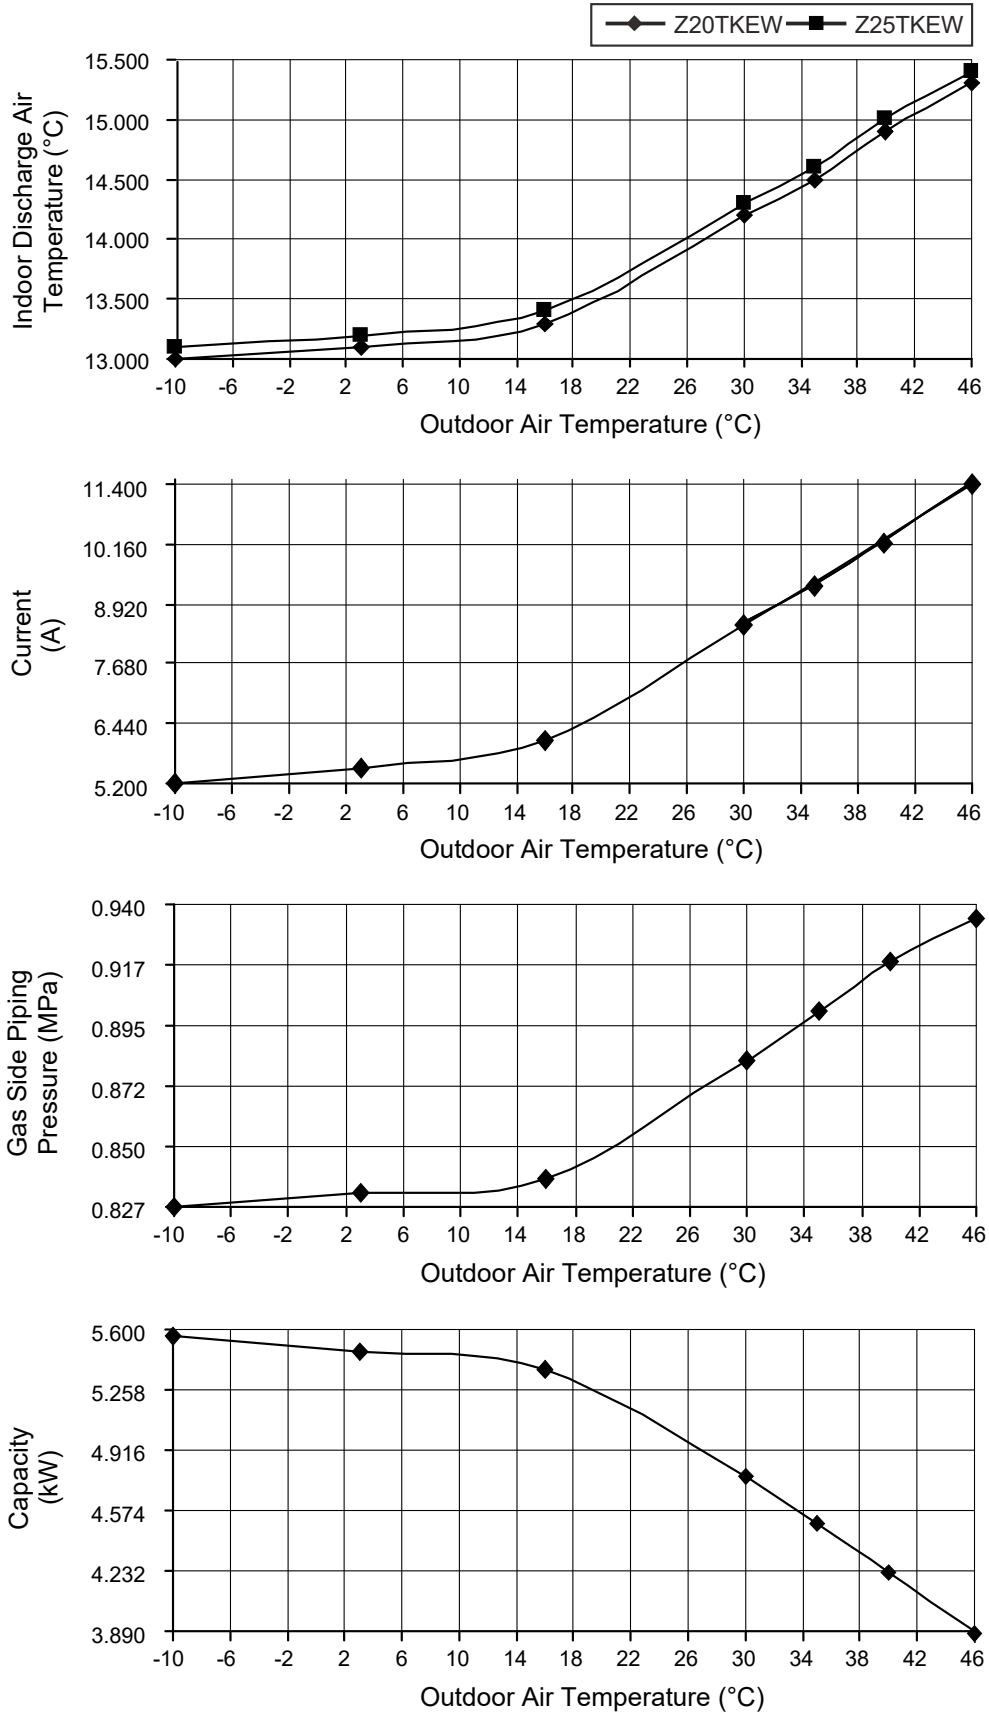 Z20TKEW Z25TKEW
Indoor Discharge Air
Temperature (°C)
15.500
15.000
14.500
14.000
13.500
13.000
-10 -6 -2 2 6 10 14 18 22 26 30 34 38 42 46
Outdoor Air Temperature (°C)
Current
(A)
11.400
10.160
8.920
7.680
6.440
5.200
-10 -6 -2 2 6 10 14 18 22 26 30 34 38 42 46
Outdoor Air Temperature (°C)
Gas Side Piping
Pressure (MPa)
0.940
0.917
0.895
0.872
0.850
0.827
-10 -6 -2 2 6 10 14 18 22 26 30 34 38 42 46
Outdoor Air Temperature (°C)
Capacity
(kW)
5.600
5.258
4.916
4.574
4.232
3.890
-10 -6 -2 2 6 10 14 18 22 26 30 34 38 42 46
Outdoor Air Temperature (°C)